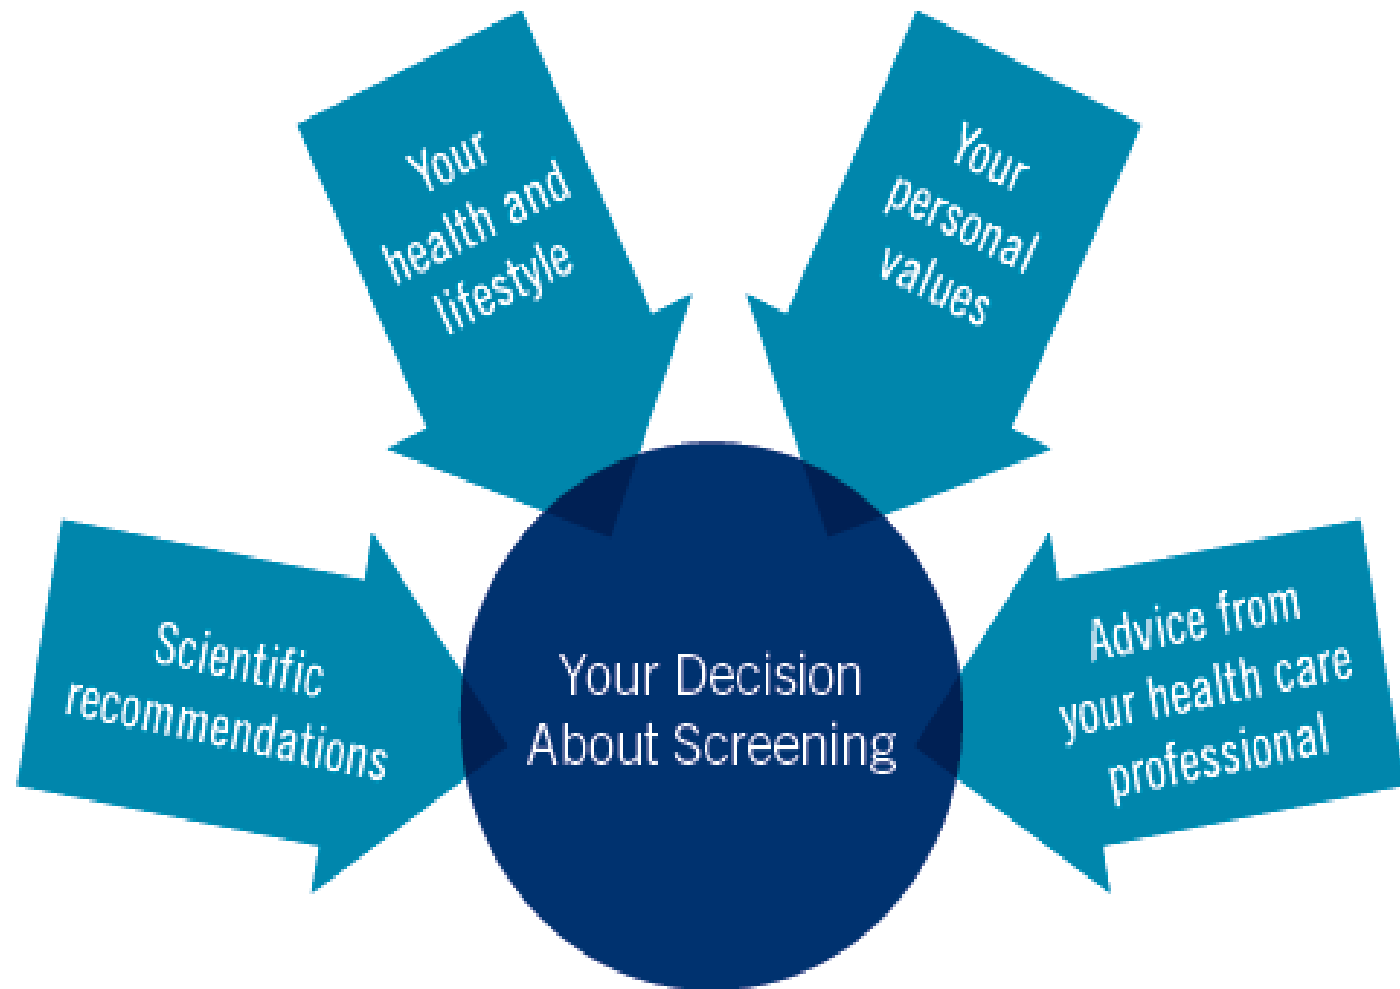 Your
health and
lifestyle
Your
personal
values
Scientific
recommendations
Your Decision
About Screening
Advice from
your health care
professional